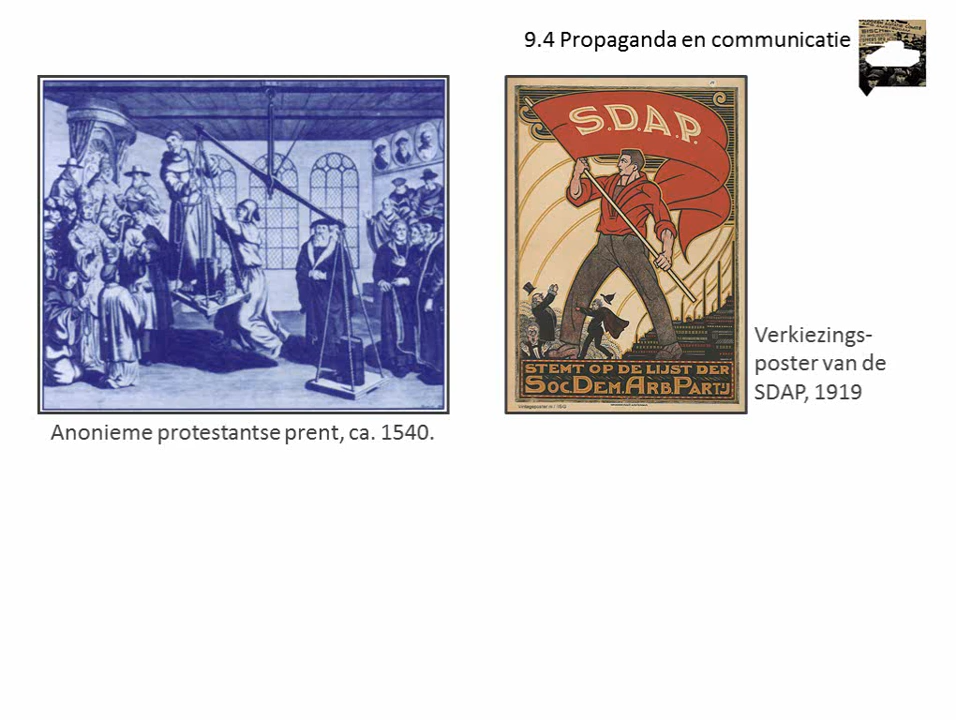 9.4 Propaganda en communicatie
S.D.A.P.
STEMT OP DE LIJST DER
SOC.DEM.ARB.PARTIJ
Verkiezings-
poster van de
SDAP, 1919
Anonieme protestantse prent, ca. 1540.